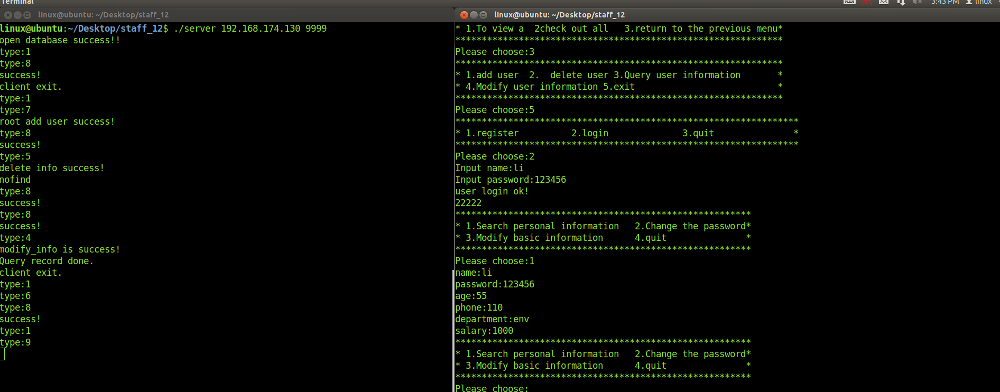 Terminal
3:43 PM linux
linux@ubuntu: ~/Desktop/staff_12
linux@ubuntu:~/Desktop/staff_12$ ./server 192.168.174.130 9999
open database success!!
type:1
type:8
success!
client exit.
type:1
type:7
root add user success!
type:8
success!
type:5
delete info success!
nofind
type:8
success!
type:8
success!
type:4
modify_info is success!
Query record done.
client exit.
type:1
type:6
type:8
success!
type:1
type:9
linux@ubuntu: ~/Desktop/staff_12
* 1.To view a  2check out all   3.return to the previous menu*
**************************************************************
Please choose:3
**************************************************************
* 1.add user  2.  delete user 3.Query user information       *
* 4.Modify user information 5.exit                           *
**************************************************************
Please choose:5
*****************************************************************
* 1.register          2.login              3.quit               *
*****************************************************************
Please choose:2
Input name:li
Input password:123456
user login ok!
22222
********************************************************
* 1.Search personal information   2.Change the password*
* 3.Modify basic information      4.quit               *
********************************************************
Please choose:1
name:li
password:123456
age:55
phone:110
department:env
salary:1000
********************************************************
* 1.Search personal information   2.Change the password*
* 3.Modify basic information      4.quit               *
********************************************************
Please choose: